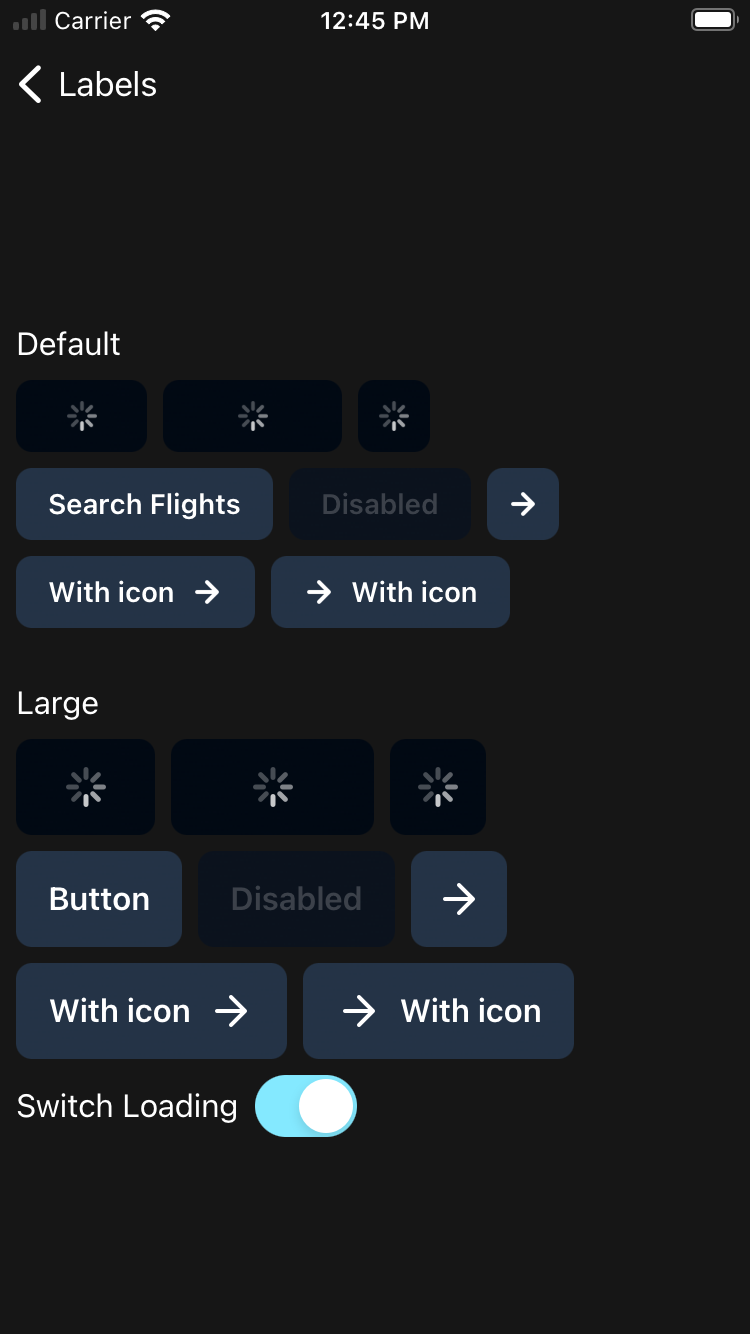 Carrier 12:45 PM
Labels
Default
Search Flights Disabled
With icon With icon
Large
Button Disabled
With icon With icon
Switch Loading